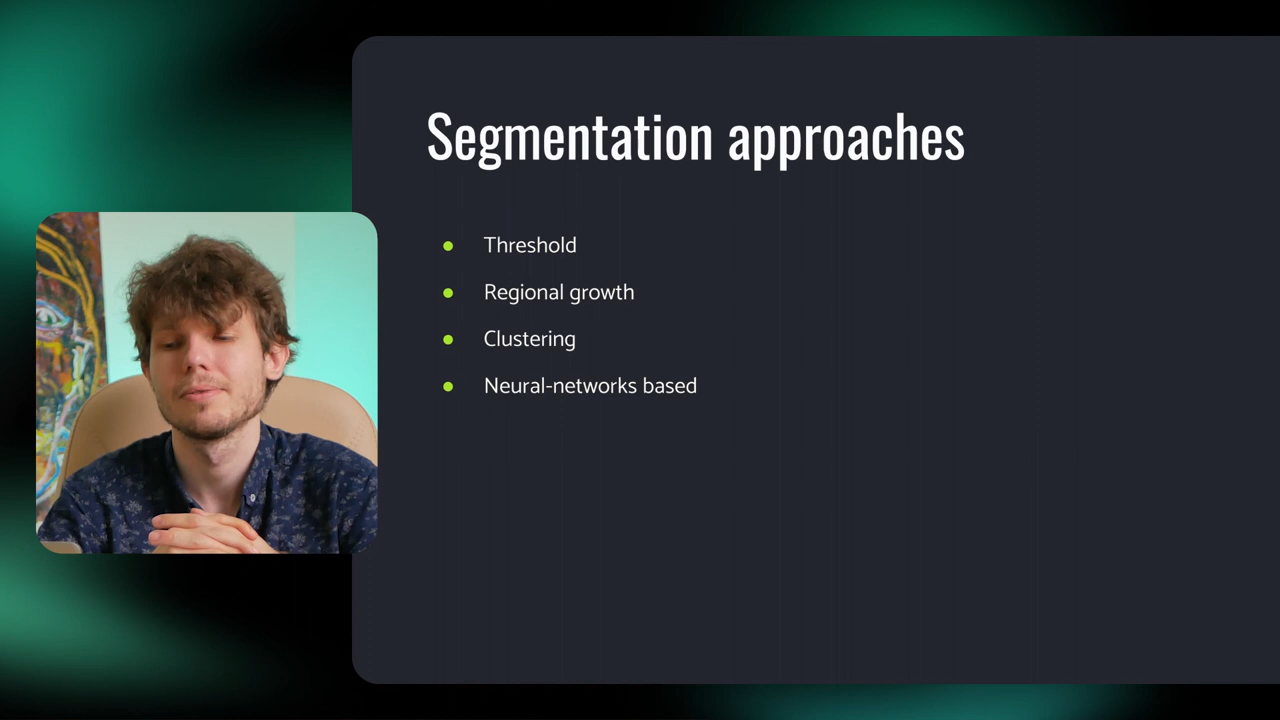 Segmentation approaches
Threshold
Regional growth
Clustering
Neural-networks based